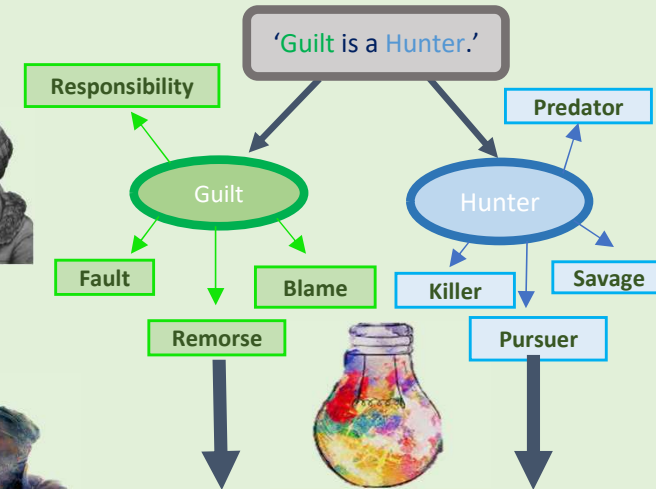 ‘Guilt is a Hunter.’
Responsibility
Predator
Guilt
Hunter
Fault
Blame
Killer
Savage
Remorse
Pursuer